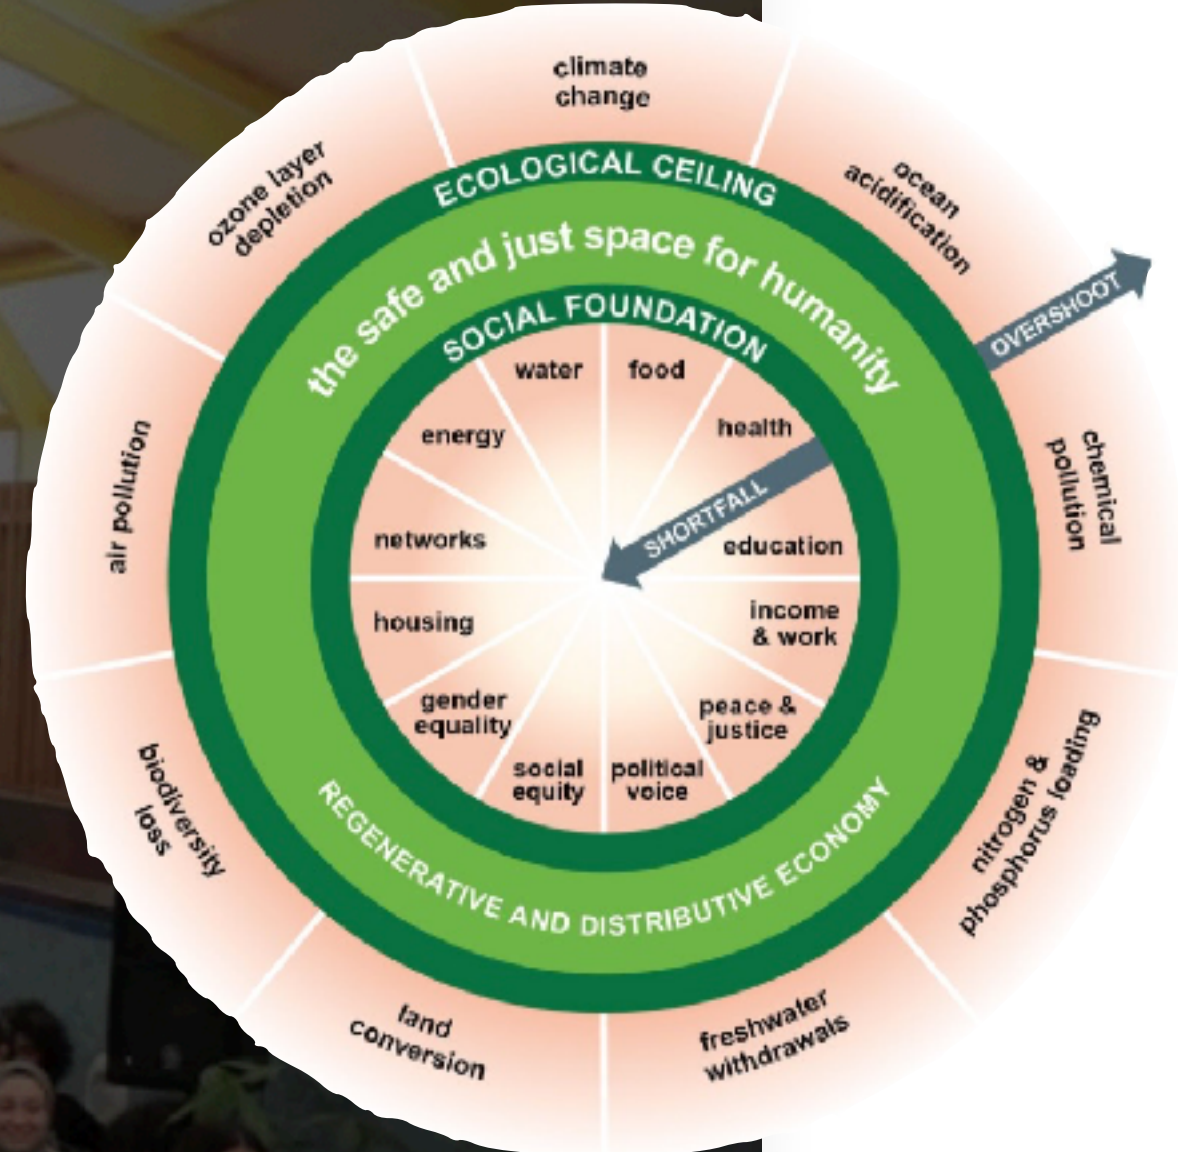 climate
change
ocean
acidification
OVERSHOOT
chemical
pollution
nitrogen &
phosphorus loading
freshwater
withdrawals
land
conversion
biodiversity
loss
air pollution
ozone layer
depletion
ECOLOGICAL CEILING
the safe and just space for humanity
SOCIAL FOUNDATION
water
food
health
SHORTFALL
education
income
& work
peace &
justice
political
voice
social
equity
gender
equality
housing
networks
energy
REGENERATIVE AND DISTRIBUTIVE ECONOMY